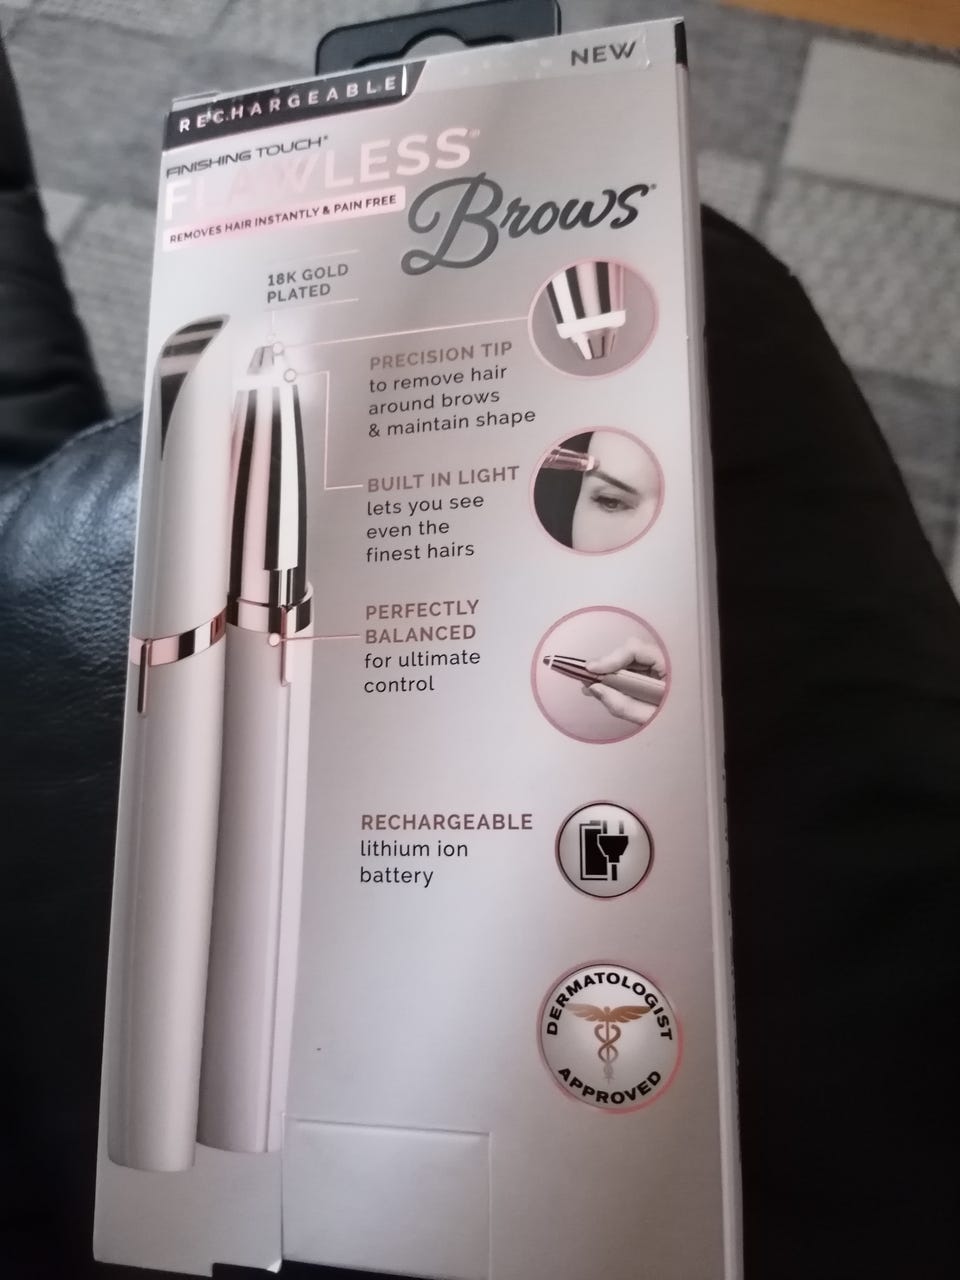 RECHARGEABLE
NEW
FINISHING TOUCH®
FLAWLESS®
Brows®
REMOVES HAIR INSTANTLY & PAIN FREE
18K GOLD
PLATED
PRECISION TIP
to remove hair
around brows
& maintain shape
BUILT IN LIGHT
lets you see
even the
finest hairs
PERFECTLY
BALANCED
for ultimate
control
RECHARGEABLE
lithium ion
battery
DERMATOLOGIST
APPROVED